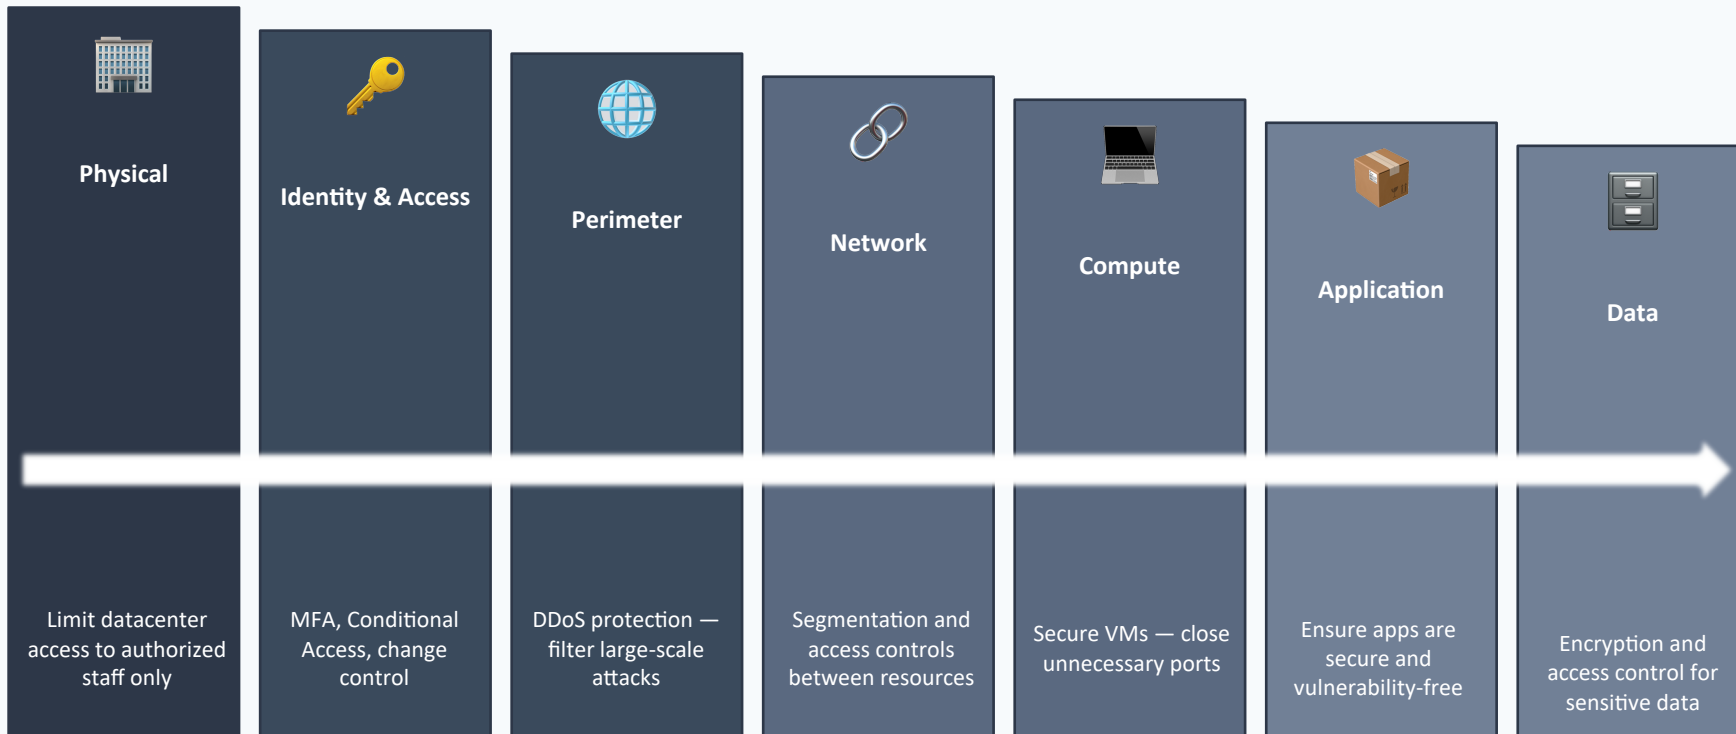 Physical
Limit datacenter
access to authorized
staff only
Identity & Access
MFA, Conditional
Access, change
control
Perimeter
DDoS protection —
filter large-scale
attacks
Network
Segmentation and
access controls
between resources
Compute
Secure VMs — close
unnecessary ports
Application
Ensure apps are
secure and
vulnerability-free
Data
Encryption and
access control for
sensitive data